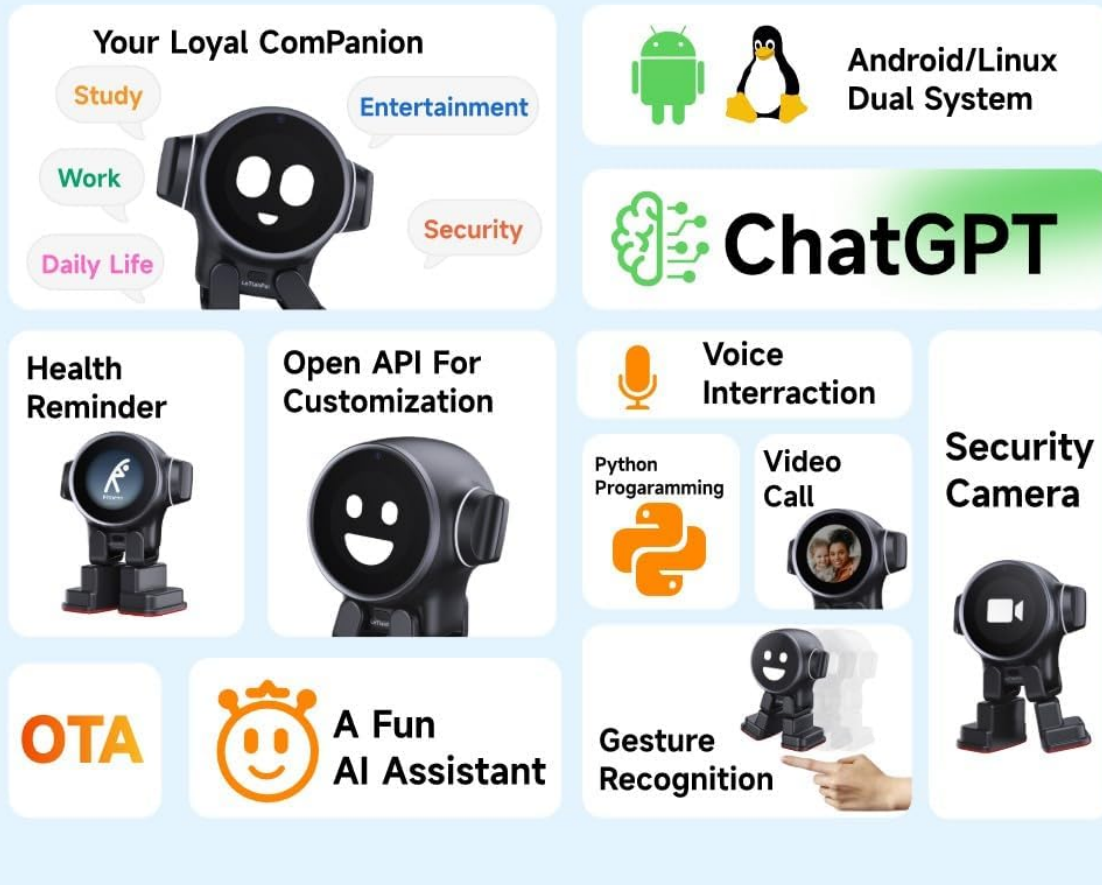 Your Loyal ComPanion
Study
Entertainment
Work
Security
Daily Life
Android/Linux
Dual System
ChatGPT
Health
Reminder
Open API For
Customization
Voice
Interraction
Python
Progaramming
Video
Call
Security
Camera
OTA
A Fun
AI Assistant
Gesture
Recognition